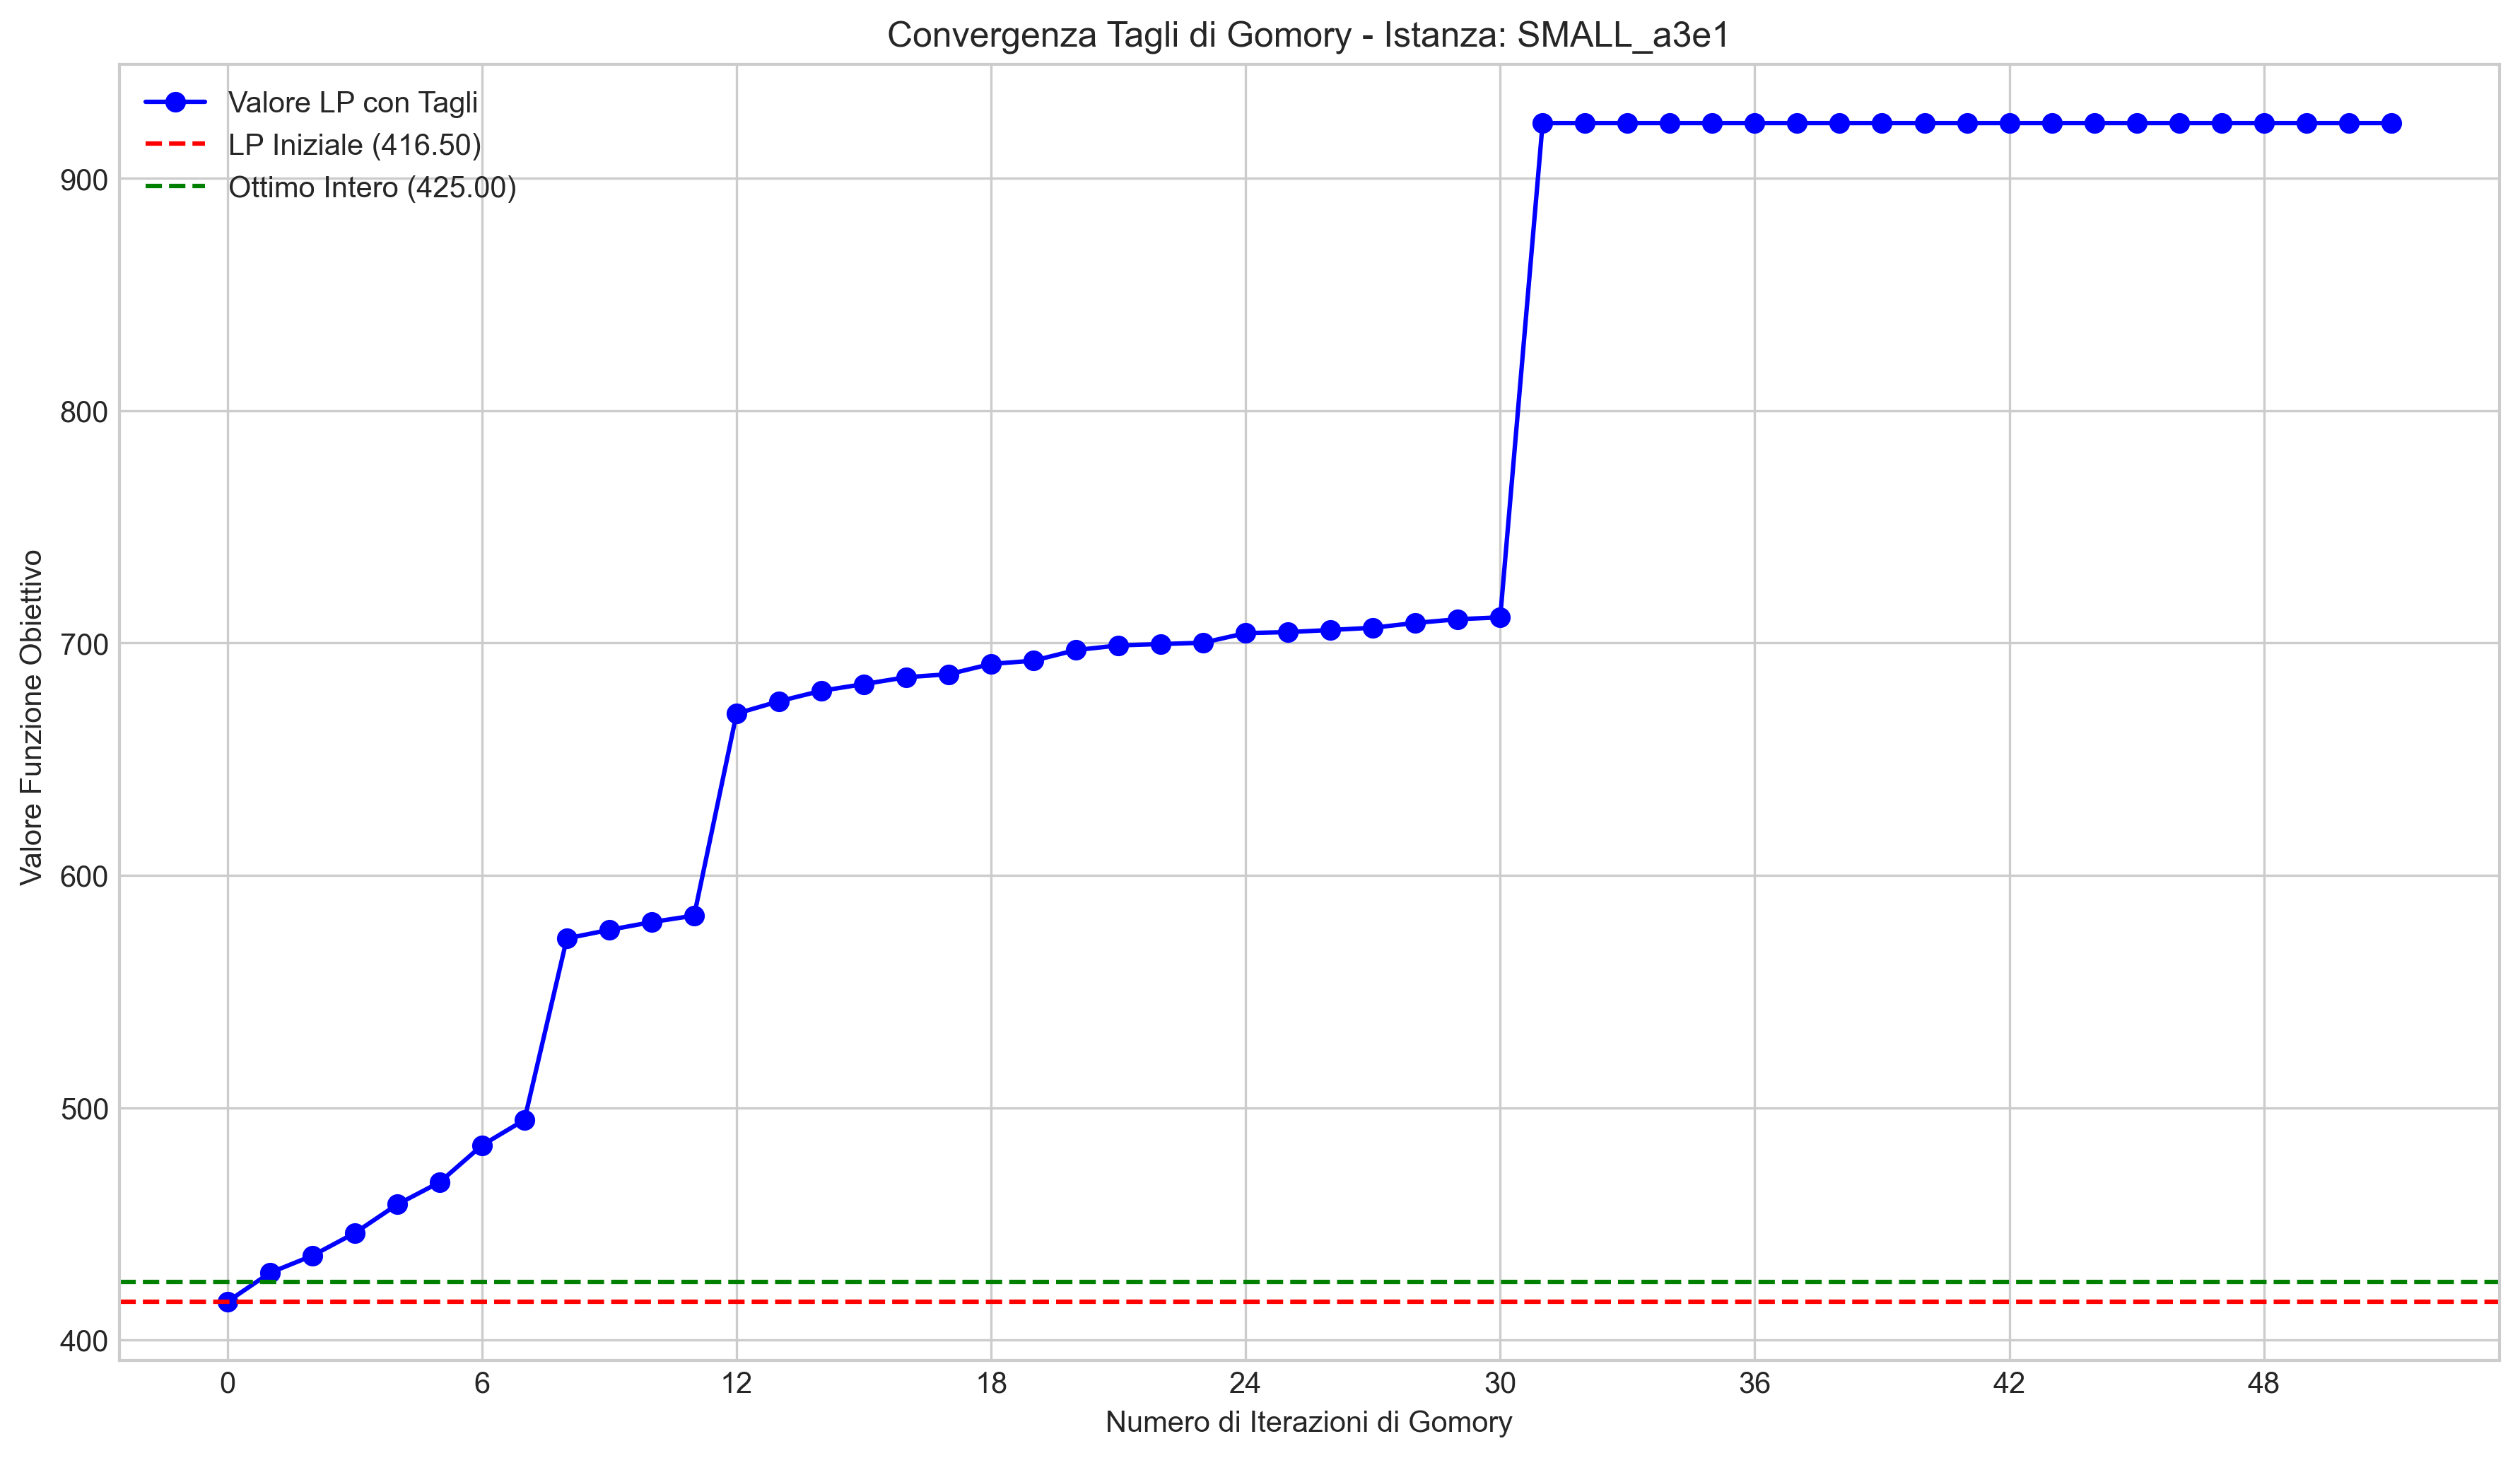 Convergenza Tagli di Gomory - Istanza: SMALL_a3e1
Valore LP con Tagli
LP Iniziale (416.50)
Ottimo Intero (425.00)
Valore Funzione Obiettivo
900
800
700
600
500
400
0 6 12 18 24 30 36 42 48
Numero di Iterazioni di Gomory